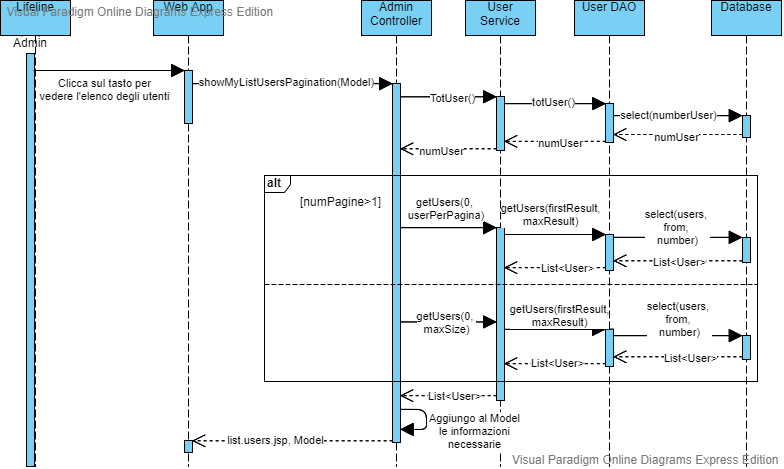 Visual Paradigm Online Diagrams Express Edition
Lifeline
Web App
Admin
Controller
User
Service
User DAO
Database
Admin
Clicca sul tasto per
vedere l'elenco degli utenti
showMyListUsersPagination(Model)
TotUser()
totUser()
select(numberUser)
numUser
numUser
numUser
alt
[numPagine>1]
getUsers(0,
userPerPagina)
getUsers(firstResult,
maxResult)
select(users,
from,
number)
List<User>
List<User>
getUsers(0,
maxSize)
getUsers(firstResult,
maxResult)
select(users,
from,
number)
List<User>
List<User>
List<User>
Aggiungo al Model
le informazioni
necessarie
list.users.jsp, Model
Visual Paradigm Online Diagrams Express Edition